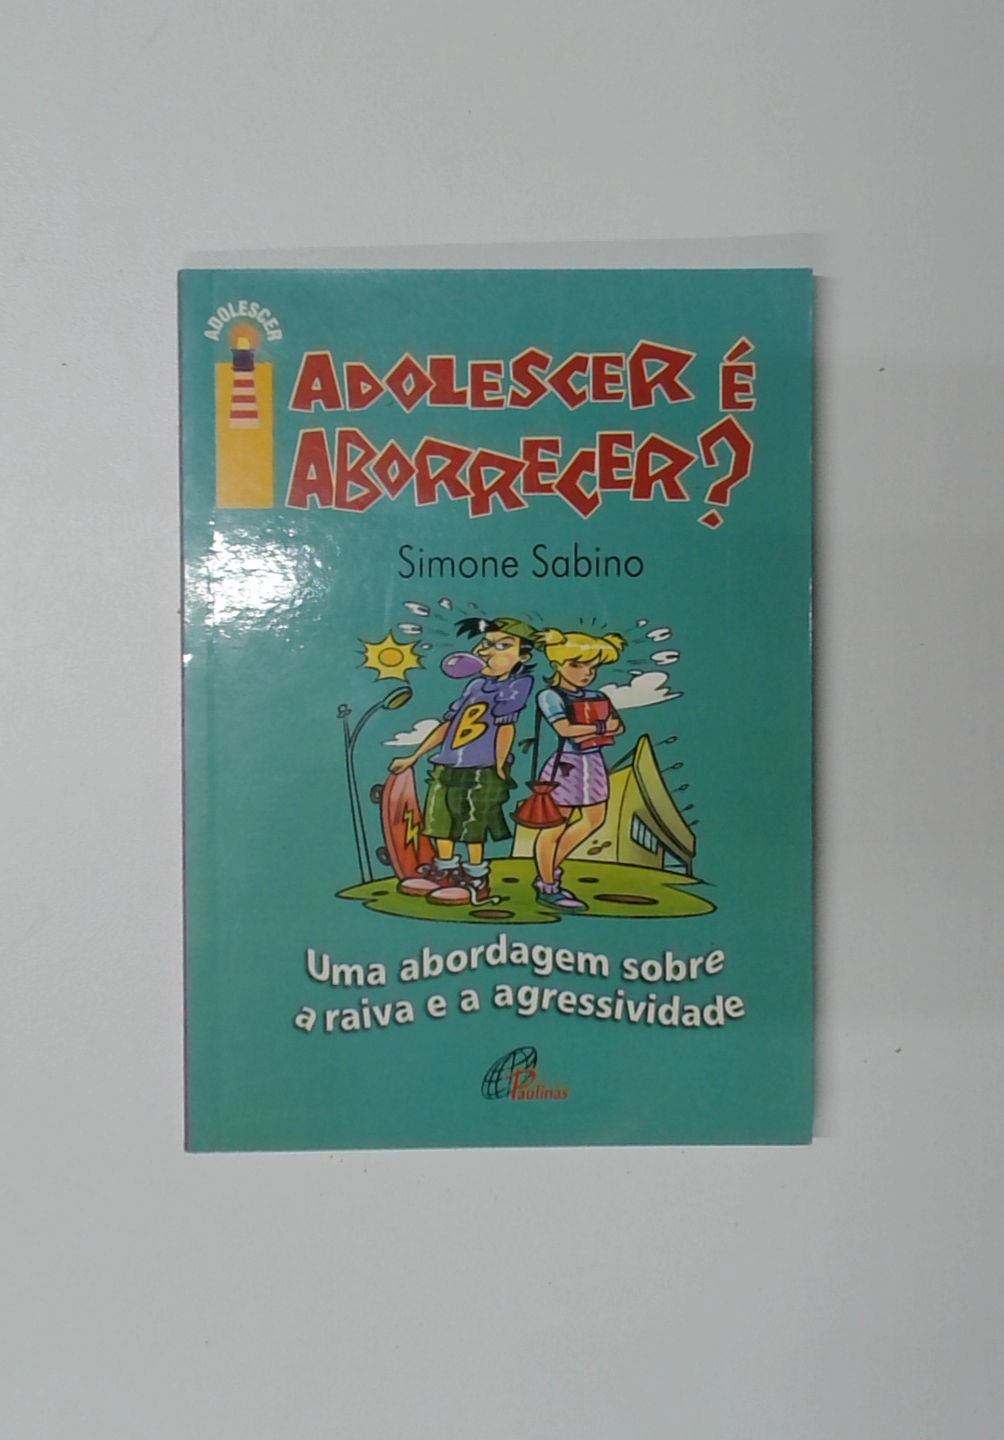 ADOLESCER
ADOLESCER É
ABORRECER?
Simone Sabino
B
Uma abordagem sobre
a raiva e a agressividade
Paulinas